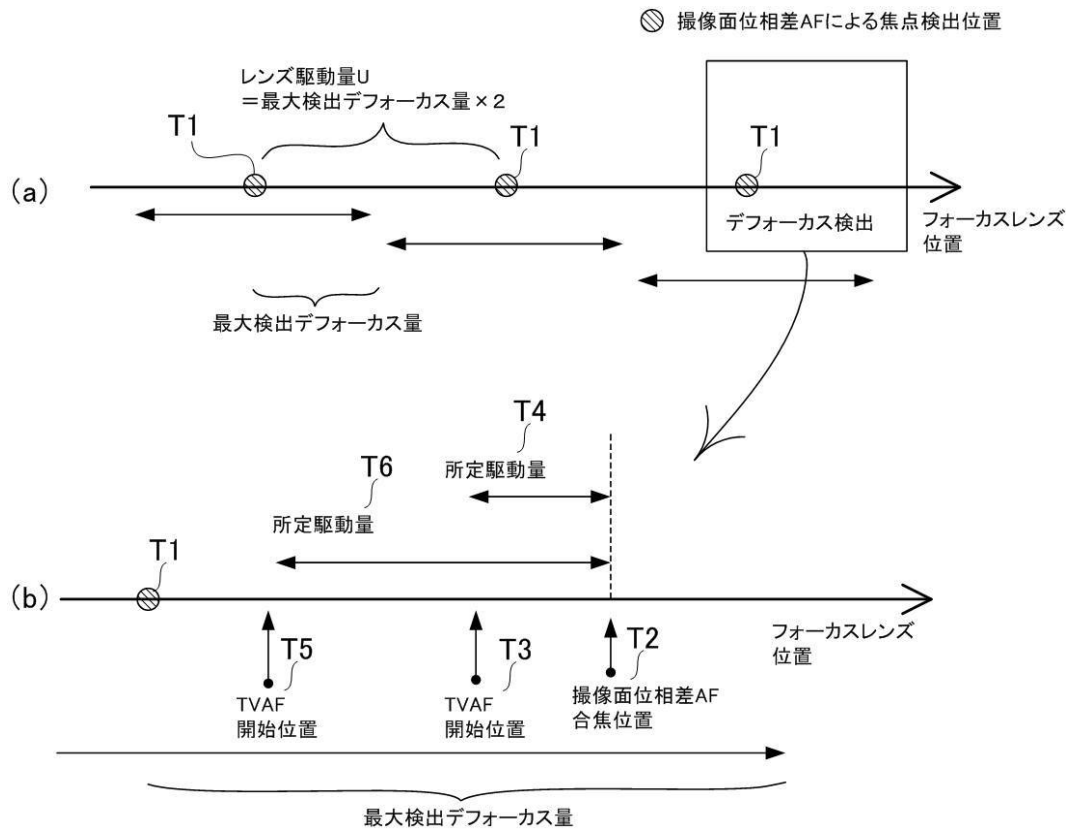 撮像面位相差AFによる焦点検出位置
レンズ駆動量U
＝最大検出デフォーカス量×２
T1
T1
T1
(a)
デフォーカス検出
フォーカスレンズ
位置
最大検出デフォーカス量
T4
所定駆動量
T6
所定駆動量
T1
(b)
フォーカスレンズ
位置
T5
TVAF
開始位置
T3
TVAF
開始位置
T2
撮像面位相差AF
合焦位置
最大検出デフォーカス量